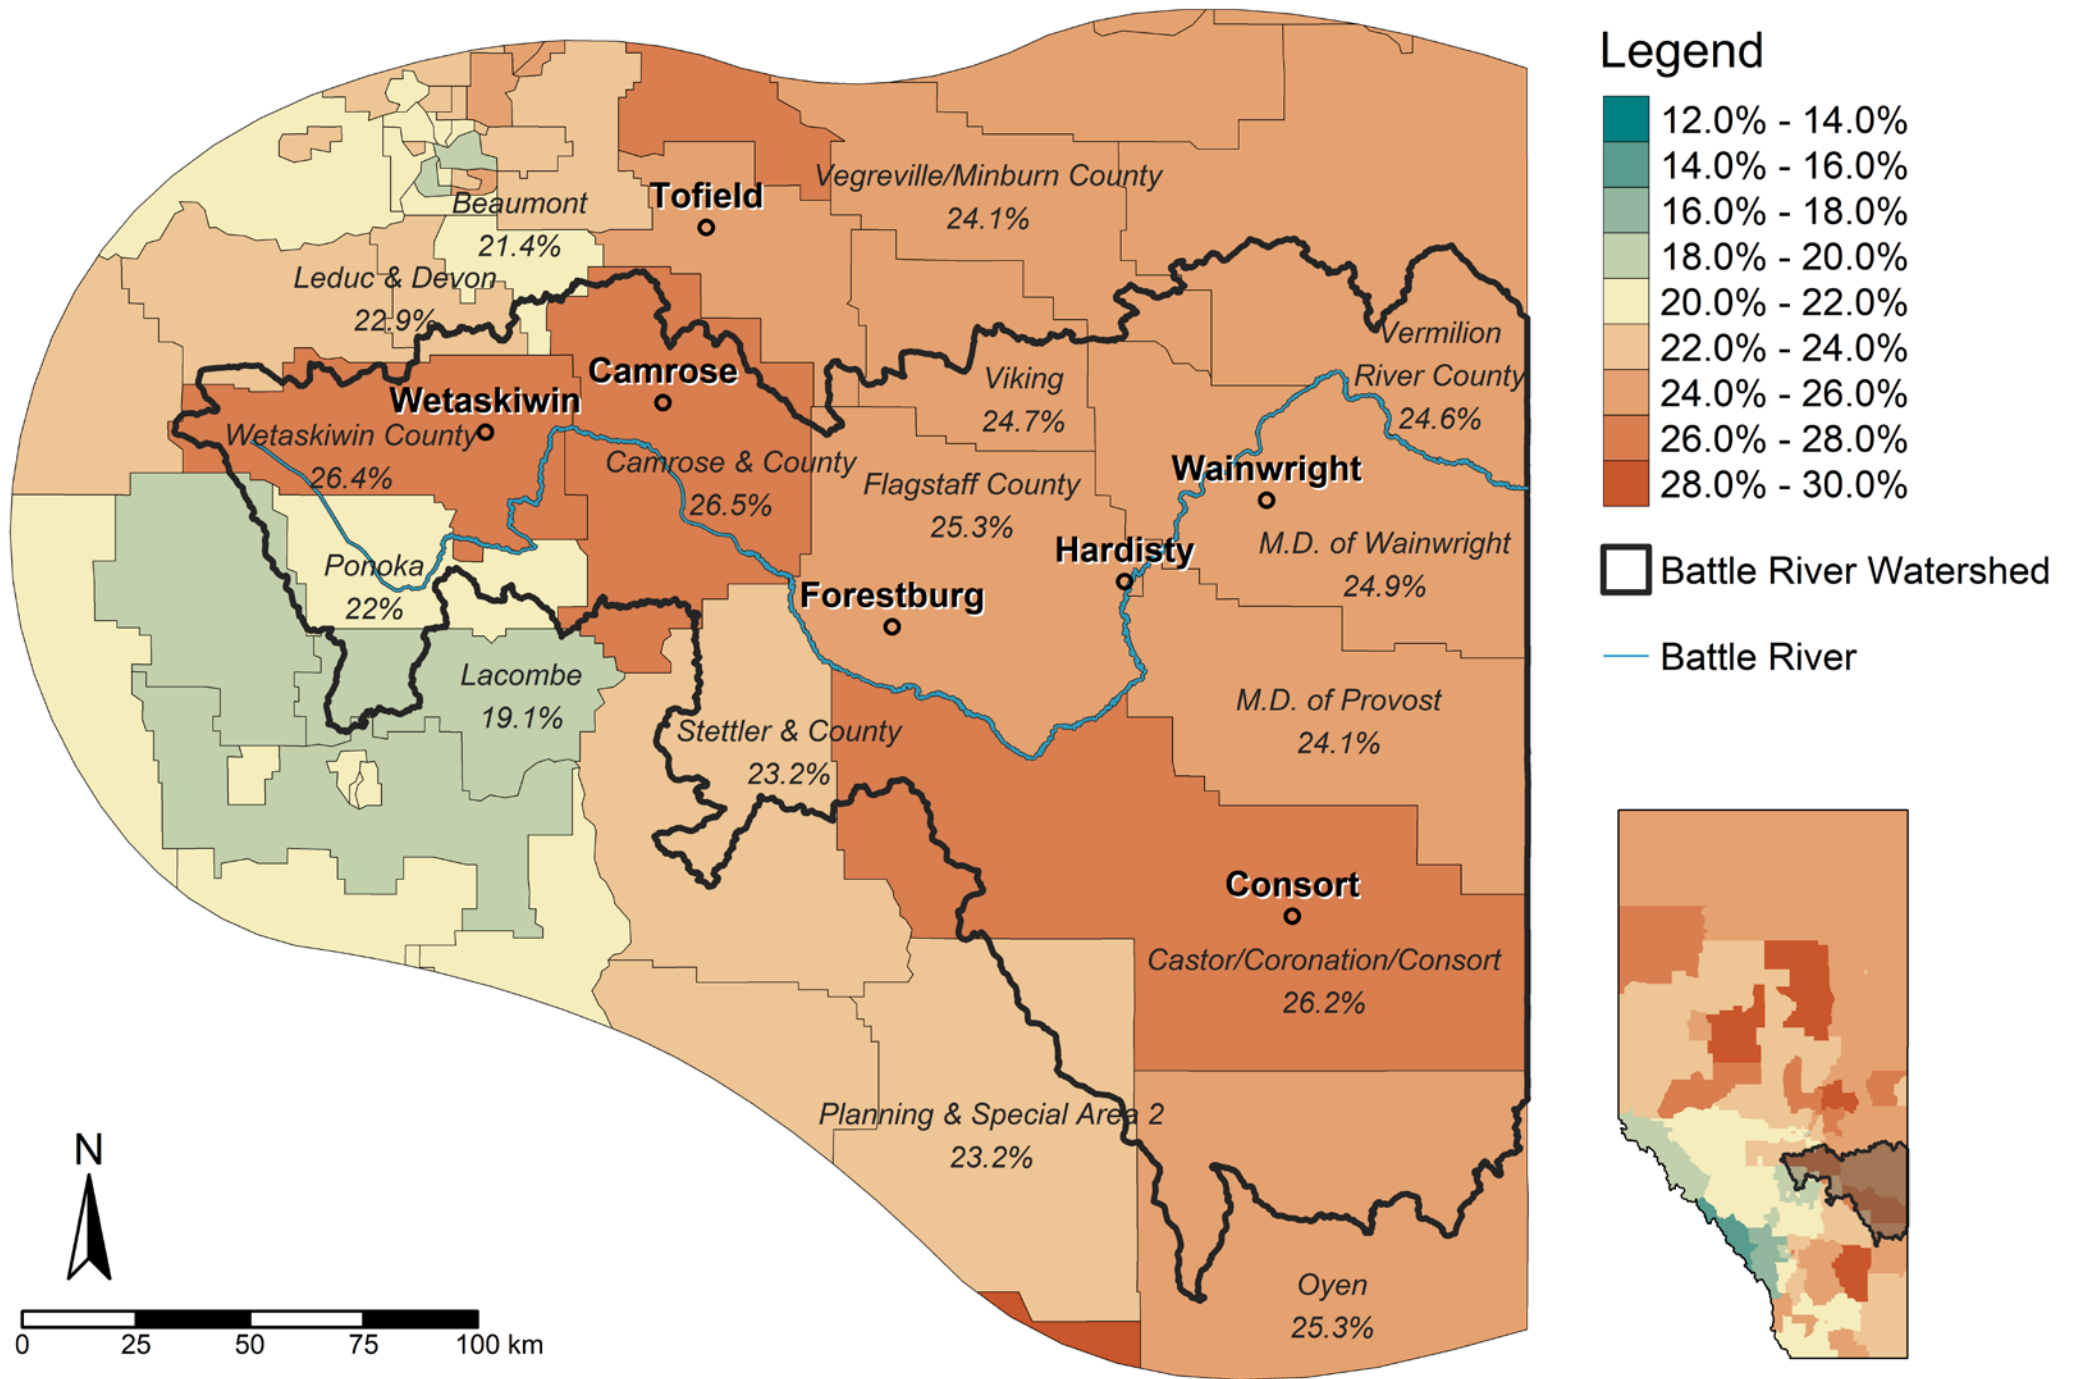 Legend
12.0% - 14.0%
14.0% - 16.0%
16.0% - 18.0%
18.0% - 20.0%
20.0% - 22.0%
22.0% - 24.0%
24.0% - 26.0%
26.0% - 28.0%
28.0% - 30.0%
Battle River Watershed
Battle River
Tofield
Vegreville/Minburn County
24.1%
Beaumont
21.4%
Leduc & Devon
22.9%
Vermilion
River County
24.6%
Camrose
Viking
24.7%
Wetaskiwin
Wetaskiwin County
26.4%
Camrose & County
26.5%
Flagstaff County
25.3%
Wainwright
M.D. of Wainwright
24.9%
Hardisty
Ponoka
22%
Forestburg
Lacombe
19.1%
Stettler & County
23.2%
M.D. of Provost
24.1%
Consort
Castor/Coronation/Consort
26.2%
Planning & Special Area 2
23.2%
Oyen
25.3%
N
0 25 50 75 100 km